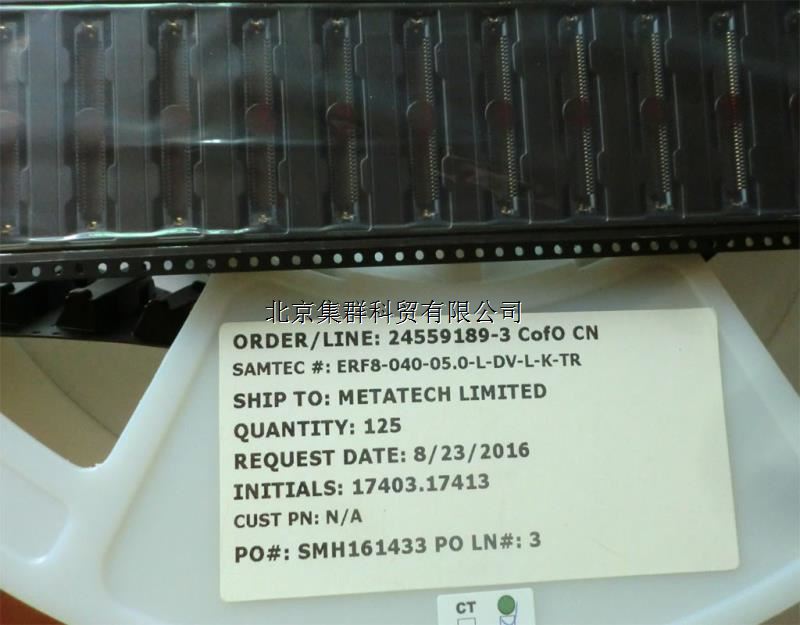 北京集群科贸有限公司
ORDER/LINE: 24559189-3 CofO CN
SAMTEC #: ERF8-040-05.0-L-DV-L-K-TR
SHIP TO: METATECH LIMITED
QUANTITY: 125
REQUEST DATE: 8/23/2016
INITIALS: 17403.17413
CUST PN: N/A
PO#: SMH161433 PO LN#: 3
CT